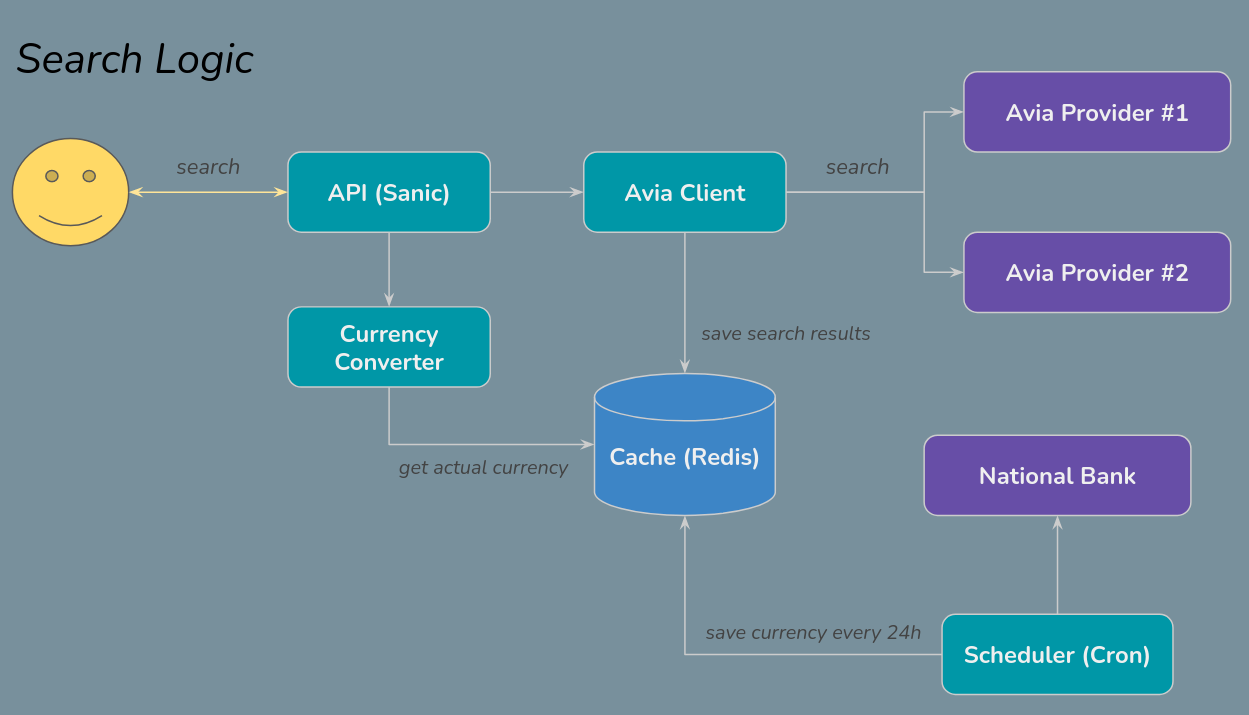 Search Logic
search
API (Sanic)
Avia Client
search
Avia Provider #1
Avia Provider #2
Currency
Converter
save search results
get actual currency
Cache (Redis)
National Bank
save currency every 24h
Scheduler (Cron)